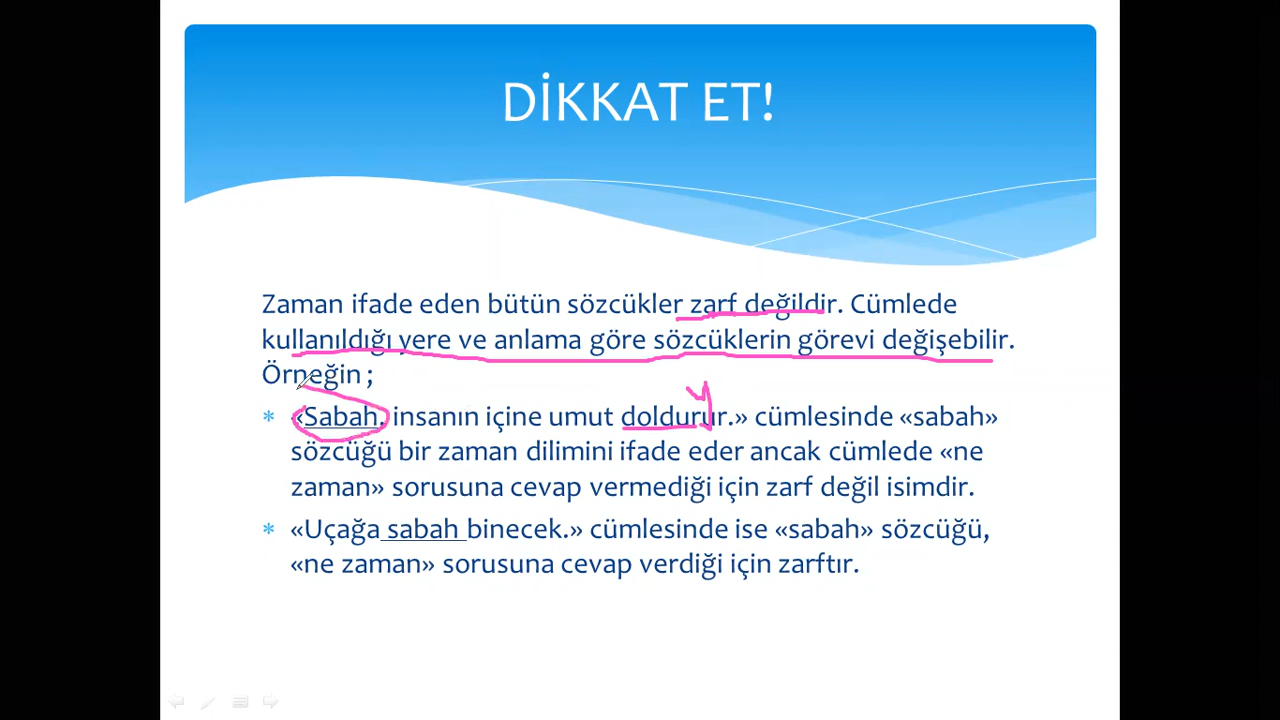 DİKKAT ET!
Zaman ifade eden bütün sözcükler zarf değildir. Cümlede
kullanıldığı yere ve anlama göre sözcüklerin görevi değişebilir.
Örneğin ;
«Sabah, insanın içine umut doldurur.» cümlesinde «sabah»
sözcüğü bir zaman dilimini ifade eder ancak cümlede «ne
zaman» sorusuna cevap vermediği için zarf değil isimdir.
«Uçağa sabah binecek.» cümlesinde ise «sabah» sözcüğü,
«ne zaman» sorusuna cevap verdiği için zarftır.